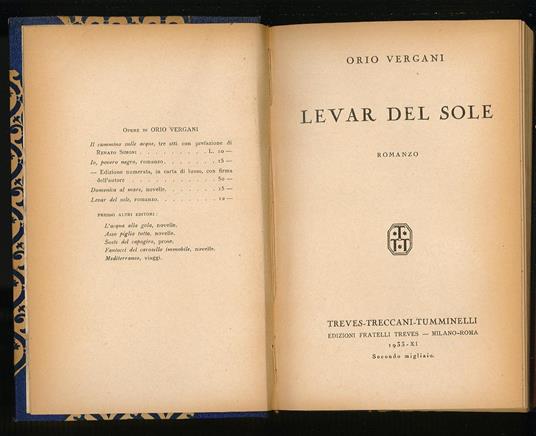 Opere di ORIO VERGANI
Il cammino sulle acque, tre atti con prefazione di
Renato Simoni . . . . . . . . . . L. 10 —
Io, povero negro, romanzo . . . . . . . . 15 —
— Edizione numerata, in carta di lusso, con firma
dell'autore . . . . . . . . . . . . 50 —
Domenica al mare, novelle . . . . . . . . 15 —
Levar del sole, romanzo . . . . . . . . . 12 —
PRESSO ALTRI EDITORI:
L'acqua alla gola, novelle.
Asso piglia tutto, novelle.
Soste del capogiro, prose.
Fantocci del carosello immobile, novelle.
Mediterraneo, viaggi.
ORIO VERGANI
LEVAR DEL SOLE
ROMANZO
TREVES-TRECCANI-TUMMINELLI
EDIZIONI FRATELLI TREVES — MILANO-ROMA
1933-XI
Secondo migliaio.